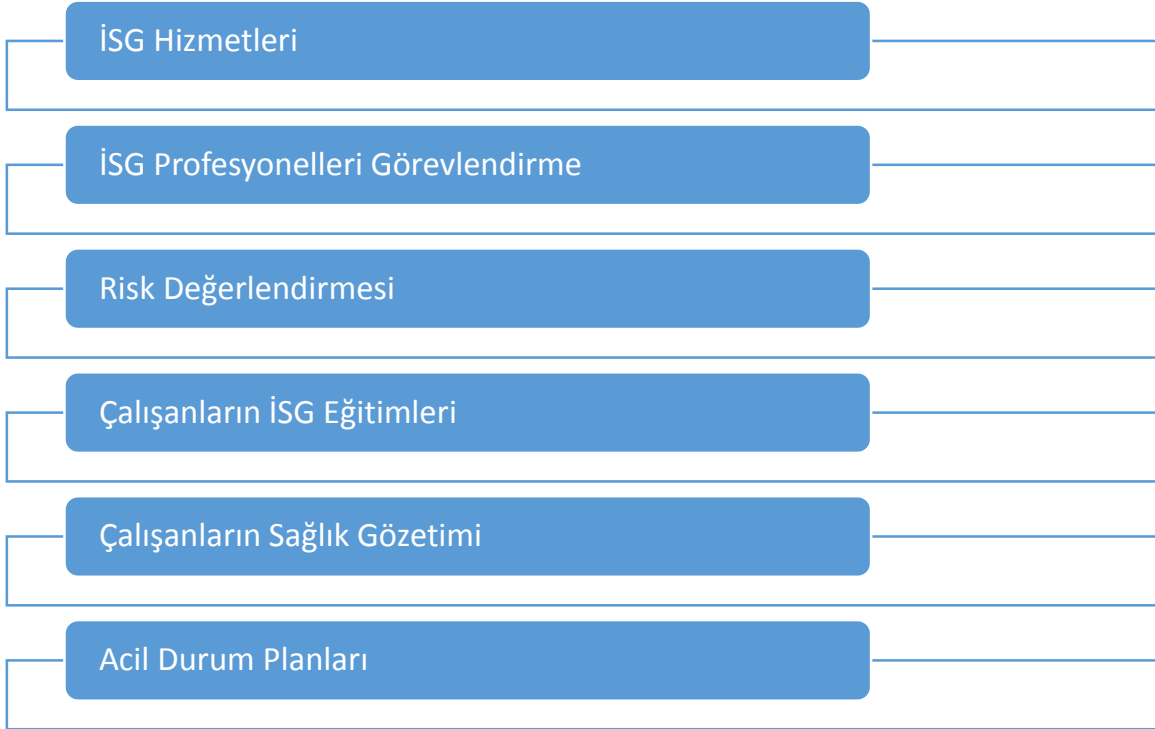 İSG Hizmetleri
İSG Profesyonelleri Görevlendirme
Risk Değerlendirmesi
Çalışanların İSG Eğitimleri
Çalışanların Sağlık Gözetimi
Acil Durum Planları